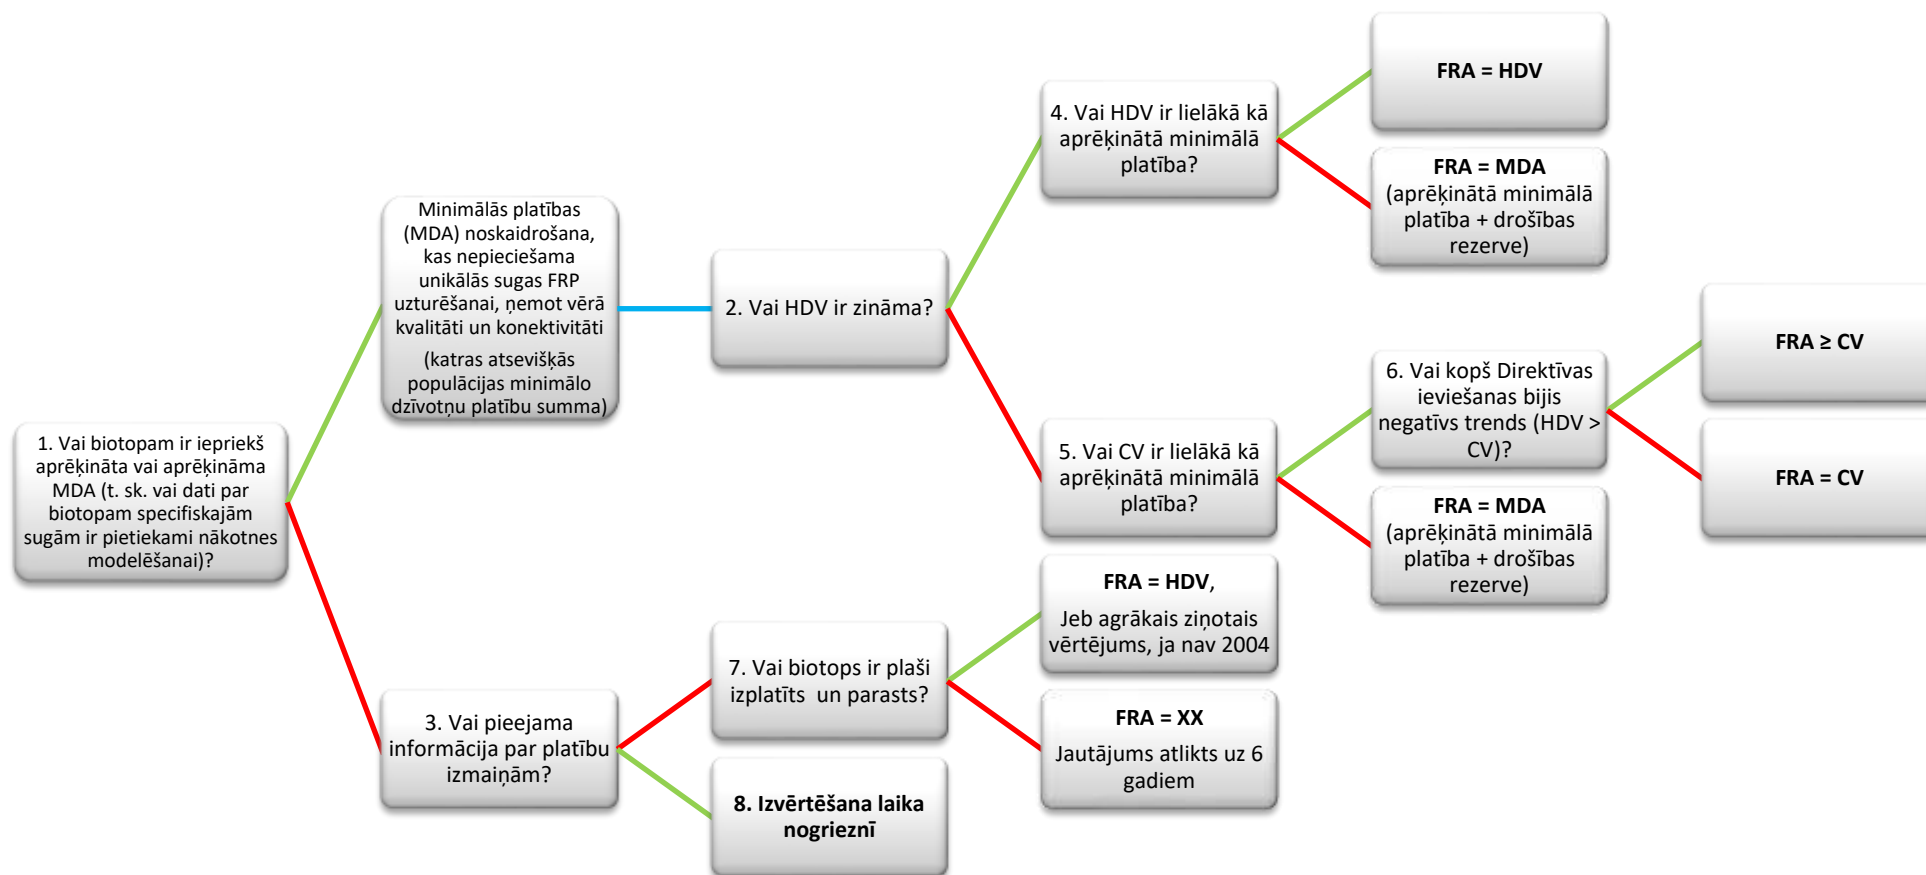 1. Vai biotopam ir iepriekš
aprēķināta vai aprēķināma
MDA (t. sk. vai dati par
biotopam specifiskajām
sugām ir pietiekami nākotnes
modelēšanai)?
Minimālās platības
(MDA) noskaidrošana,
kas nepieciešama
unikālās sugas FRP
uzturēšanai, ņemot vērā
kvalitāti un konektivitāti
(katras atsevišķās
populācijas minimālo
dzīvotņu platību summa)
2. Vai HDV ir zināma?
3. Vai pieejama
informācija par platību
izmaiņām?
4. Vai HDV ir lielākā kā
aprēķinātā minimālā
platība?
FRA = HDV
FRA = MDA
(aprēķinātā minimālā
platība + drošības
rezerve)
5. Vai CV ir lielākā kā
aprēķinātā minimālā
platība?
6. Vai kopš Direktīvas
ieviešanas bijis
negatīvs trends (HDV >
CV)?
FRA ≥ CV
FRA = CV
FRA = MDA
(aprēķinātā minimālā
platība + drošības
rezerve)
7. Vai biotops ir plaši
izplatīts un parasts?
FRA = HDV,
Jeb agrākais ziņotais
vērtējums, ja nav 2004
FRA = XX
Jautājums atlikts uz 6
gadiem
8. Izvērtēšana laika
nogrieznī